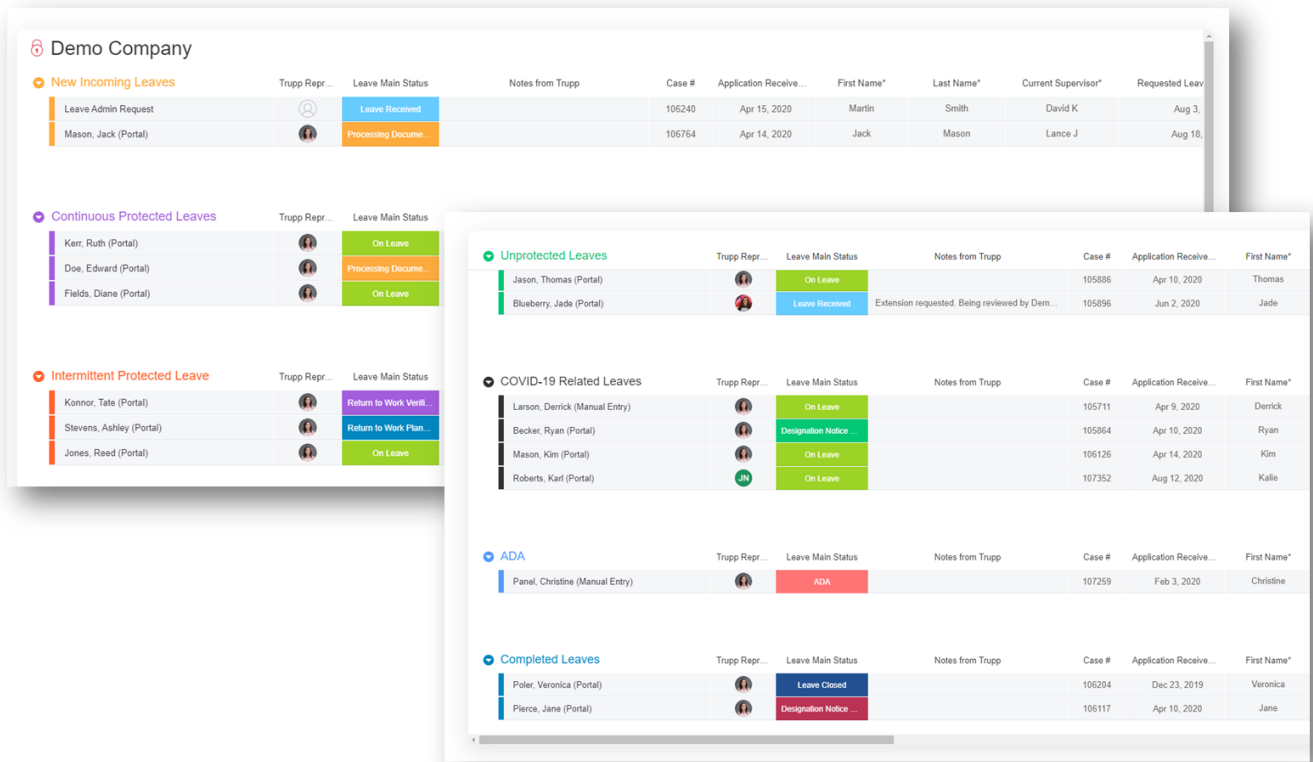 Demo Company
New Incoming Leaves Trupp Repr... Leave Main Status Notes from Trupp Case # Application Receive... First Name* Last Name* Current Supervisor* Requested Leav
Leave Admin Request Leave Received 106240 Apr 15, 2020 Martin Smith David K Aug 3,
Mason, Jack (Portal) Processing Docume... 106764 Apr 14, 2020 Jack Mason Lance J Aug 18,
Continuous Protected Leaves Trupp Repr... Leave Main Status
Kerr, Ruth (Portal) On Leave
Doe, Edward (Portal) Processing Docume...
Fields, Diane (Portal) On Leave
Intermittent Protected Leave Trupp Repr... Leave Main Status
Konnor, Tate (Portal) Return to Work Verifi...
Stevens, Ashley (Portal) Return to Work Plan...
Jones, Reed (Portal) On Leave
Unprotected Leaves Trupp Repr... Leave Main Status Notes from Trupp Case # Application Receive... First Name*
Jason, Thomas (Portal) On Leave 105886 Apr 10, 2020 Thomas
Blueberry, Jade (Portal) Leave Received Extension requested. Being reviewed by Dem... 105896 Jun 2, 2020 Jade
COVID-19 Related Leaves Trupp Repr... Leave Main Status Notes from Trupp Case # Application Receive... First Name*
Larson, Derrick (Manual Entry) On Leave 105711 Apr 9, 2020 Derrick
Becker, Ryan (Portal) Designation Notice ... 105864 Apr 10, 2020 Ryan
Mason, Kim (Portal) On Leave 106126 Apr 14, 2020 Kim
Roberts, Karl (Portal) JN On Leave 107352 Aug 12, 2020 Kalie
ADA Trupp Repr... Leave Main Status Notes from Trupp Case # Application Receive... First Name*
Panel, Christine (Manual Entry) ADA 107259 Feb 3, 2020 Christine
Completed Leaves Trupp Repr... Leave Main Status Notes from Trupp Case # Application Receive... First Name*
Poler, Veronica (Portal) Leave Closed 106204 Dec 23, 2019 Veronica
Pierce, Jane (Portal) Designation Notice ... 106117 Apr 10, 2020 Jane